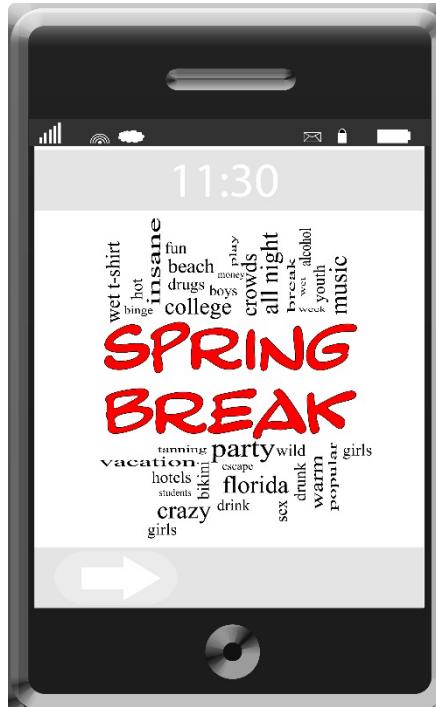 11:30
wet t-shirt
hot
binge
insane
fun
beach
drugs
college
boys
money
play
crowds
all night
break
wet
alcohol
week
youth
music
SPRING
BREAK
tanning
vacation
hotels
students
bikini
party
escape
florida
crazy
girls
drink
wild
sex
drunk
warm
popular
girls